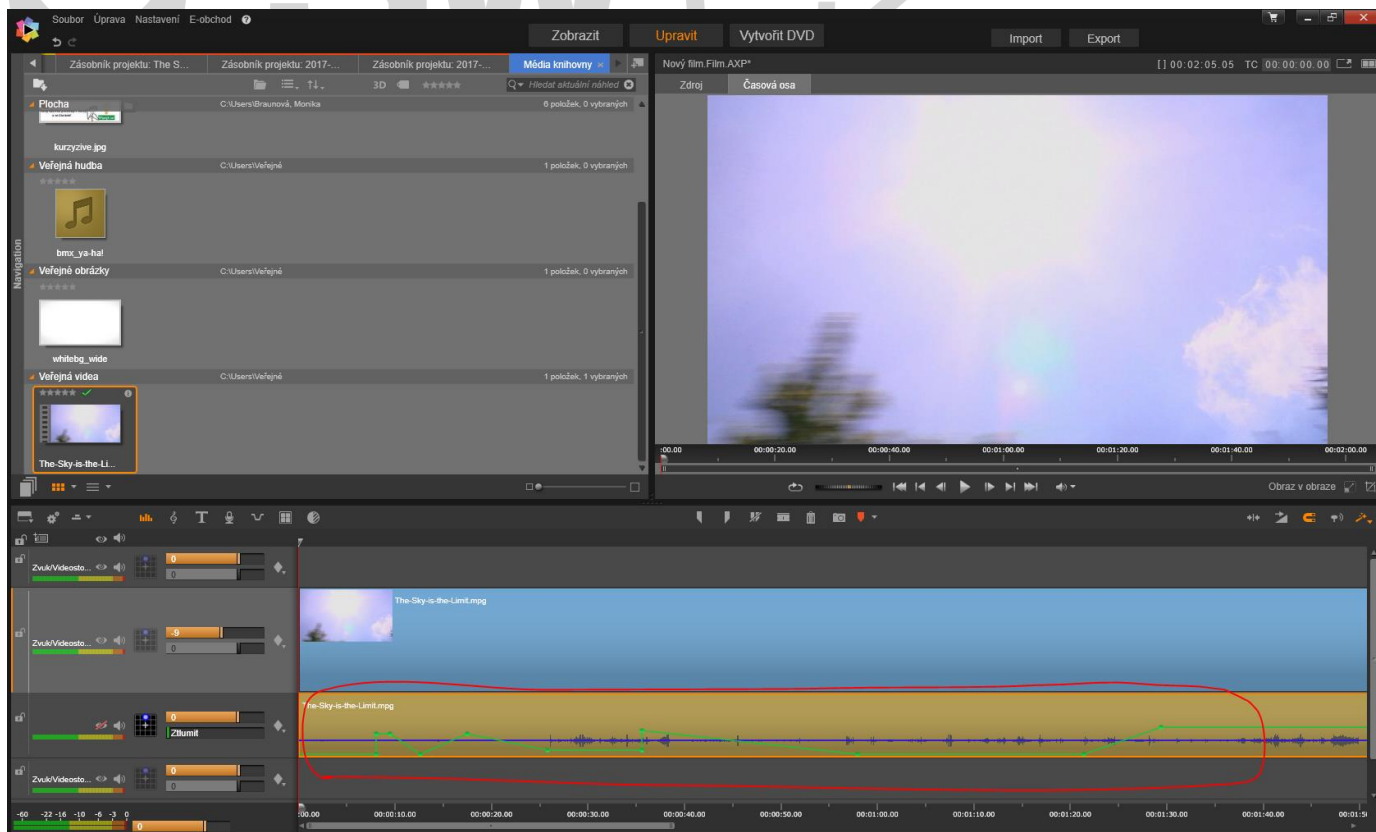 Soubor Úprava Nastavení E-obchod
Zobrazit Upravit Vytvořit DVD Import Export
Zásobník projektu: The S... Zásobník projektu: 2017-... Zásobník projektu: 2017-... Média knihovny ×
3D Hledat aktuální náhled
Navigation
Plocha C:\Users\Braunová, Monika 6 položek, 0 vybraných
kurzyzive.jpg
Veřejná hudba C:\Users\Veřejné 1 položek, 0 vybraných
bmx_ya-ha!
Veřejné obrázky C:\Users\Veřejné 1 položek, 0 vybraných
whitebg_wide
Veřejná videa C:\Users\Veřejné 1 položek, 1 vybraných
The-Sky-is-the-Li...
Nový film.Film.AXP* [ ] 00:02:05.05 TC 00:00:00.00
Zdroj Časová osa
:00.00 00:00:20.00 00:00:40.00 00:01:00.00 00:01:20.00 00:01:40.00 00:02:00.00
Obraz v obraze
T
Zvuk/Videosto... 0
0
The-Sky-is-the-Limit.mpg
Zvuk/Videosto... -9
0
The-Sky-is-the-Limit.mpg
0
Ztlumit
Zvuk/Videosto... 0
0
-60 -22 -16 -10 -6 -3 0
0
:00.00 00:00:10.00 00:00:20.00 00:00:30.00 00:00:40.00 00:00:50.00 00:01:00.00 00:01:10.00 00:01:20.00 00:01:30.00 00:01:40.00 00:01:5